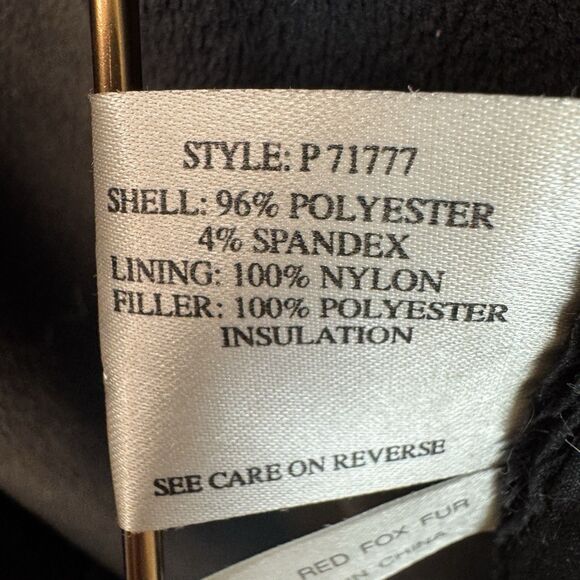 STYLE: P 71777
SHELL: 96% POLYESTER
4% SPANDEX
LINING: 100% NYLON
FILLER: 100% POLYESTER
INSULATION
SEE CARE ON REVERSE
RED FOX FUR
CHINA